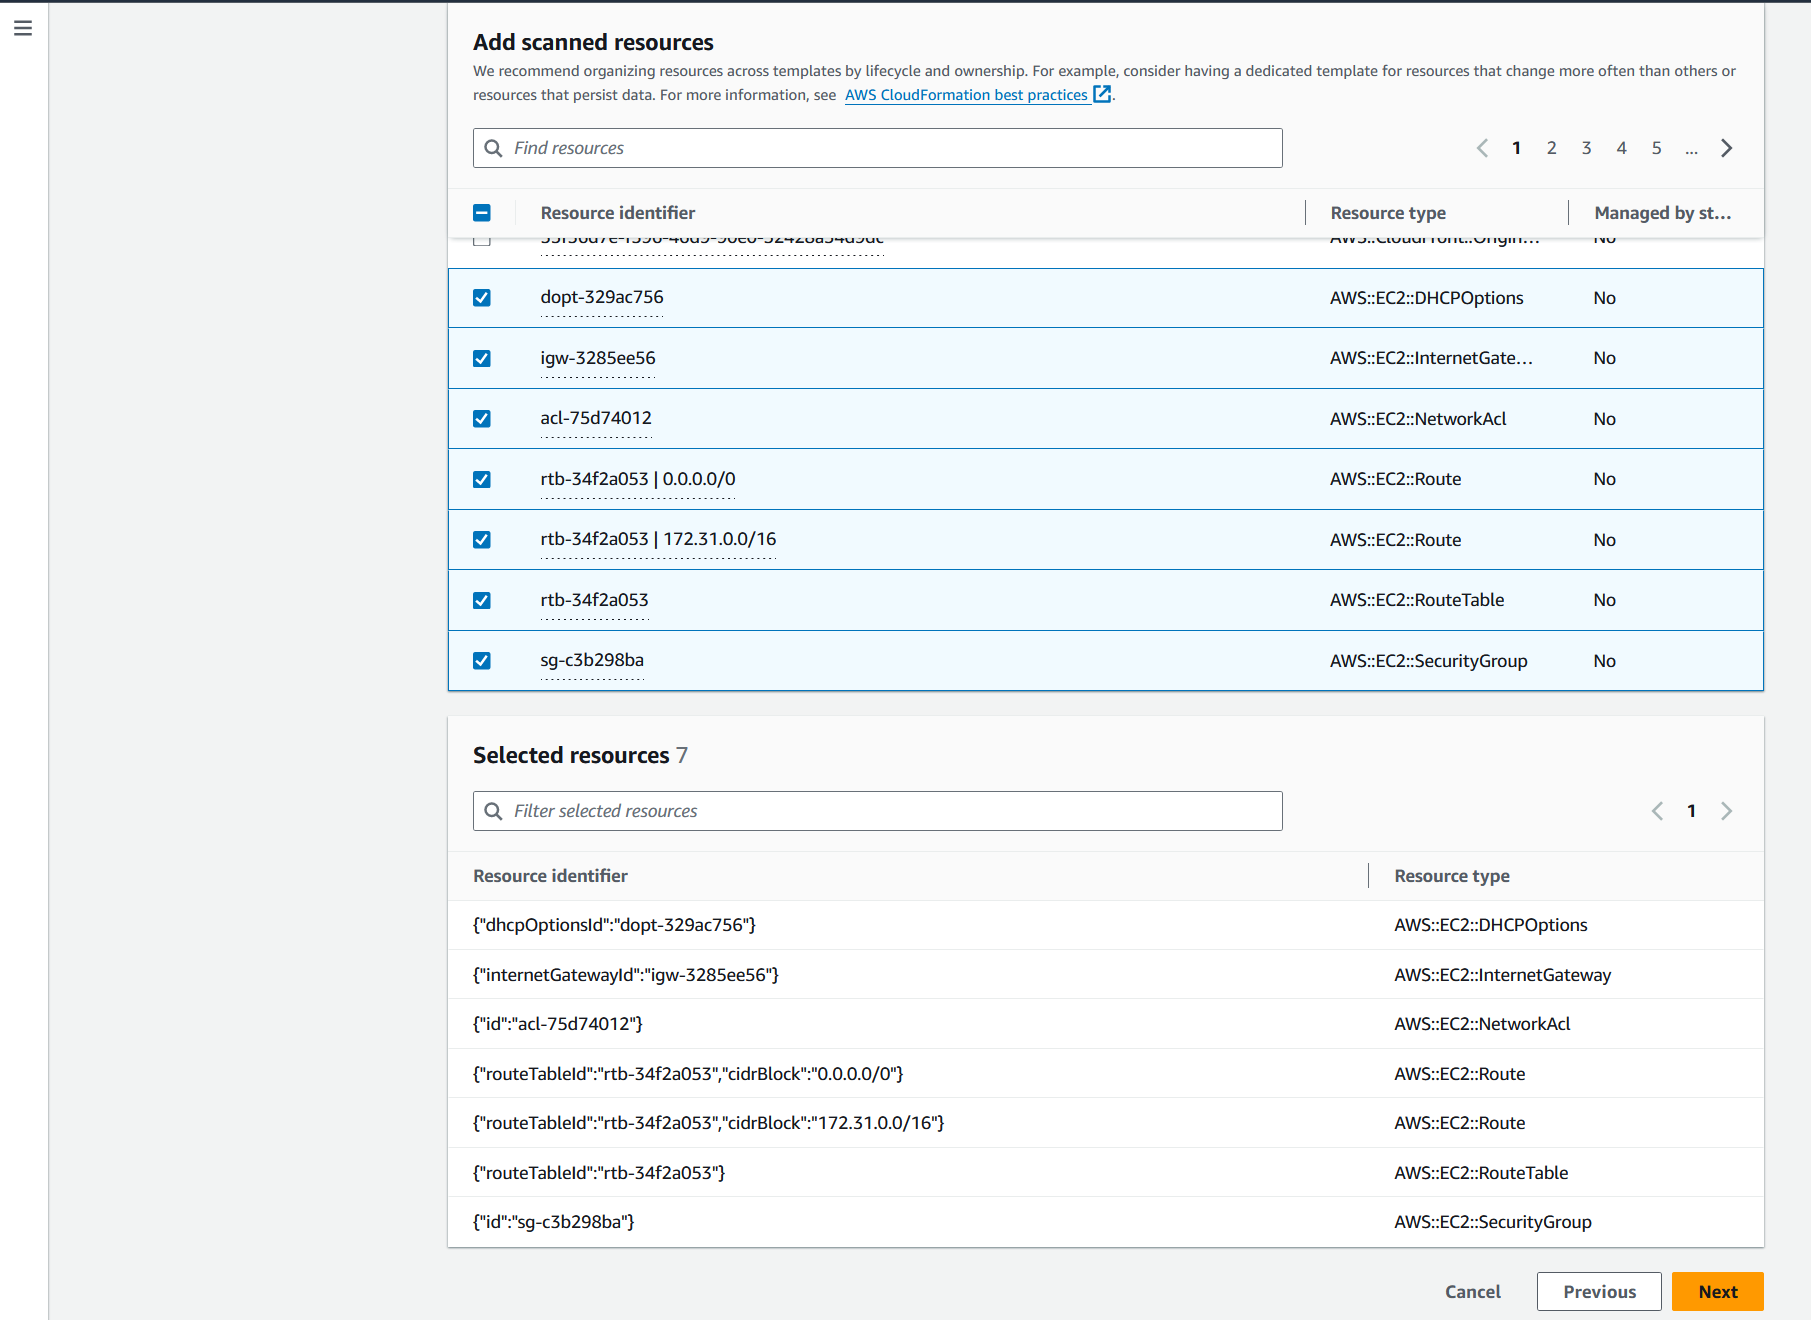 Add scanned resources
We recommend organizing resources across templates by lifecycle and ownership. For example, consider having a dedicated template for resources that change more often than others or
resources that persist data. For more information, see AWS CloudFormation best practices.
Find resources
1 2 3 4 5 ...
Resource identifier Resource type Managed by st...
AWS::CloudFront::Origin... No
dopt-329ac756 AWS::EC2::DHCPOptions No
igw-3285ee56 AWS::EC2::InternetGate... No
acl-75d74012 AWS::EC2::NetworkAcl No
rtb-34f2a053 | 0.0.0.0/0 AWS::EC2::Route No
rtb-34f2a053 | 172.31.0.0/16 AWS::EC2::Route No
rtb-34f2a053 AWS::EC2::RouteTable No
sg-c3b298ba AWS::EC2::SecurityGroup No
Selected resources 7
Filter selected resources
1
Resource identifier Resource type
{"dhcpOptionsId":"dopt-329ac756"} AWS::EC2::DHCPOptions
{"internetGatewayId":"igw-3285ee56"} AWS::EC2::InternetGateway
{"id":"acl-75d74012"} AWS::EC2::NetworkAcl
{"routeTableId":"rtb-34f2a053","cidrBlock":"0.0.0.0/0"} AWS::EC2::Route
{"routeTableId":"rtb-34f2a053","cidrBlock":"172.31.0.0/16"} AWS::EC2::Route
{"routeTableId":"rtb-34f2a053"} AWS::EC2::RouteTable
{"id":"sg-c3b298ba"} AWS::EC2::SecurityGroup
Cancel Previous Next